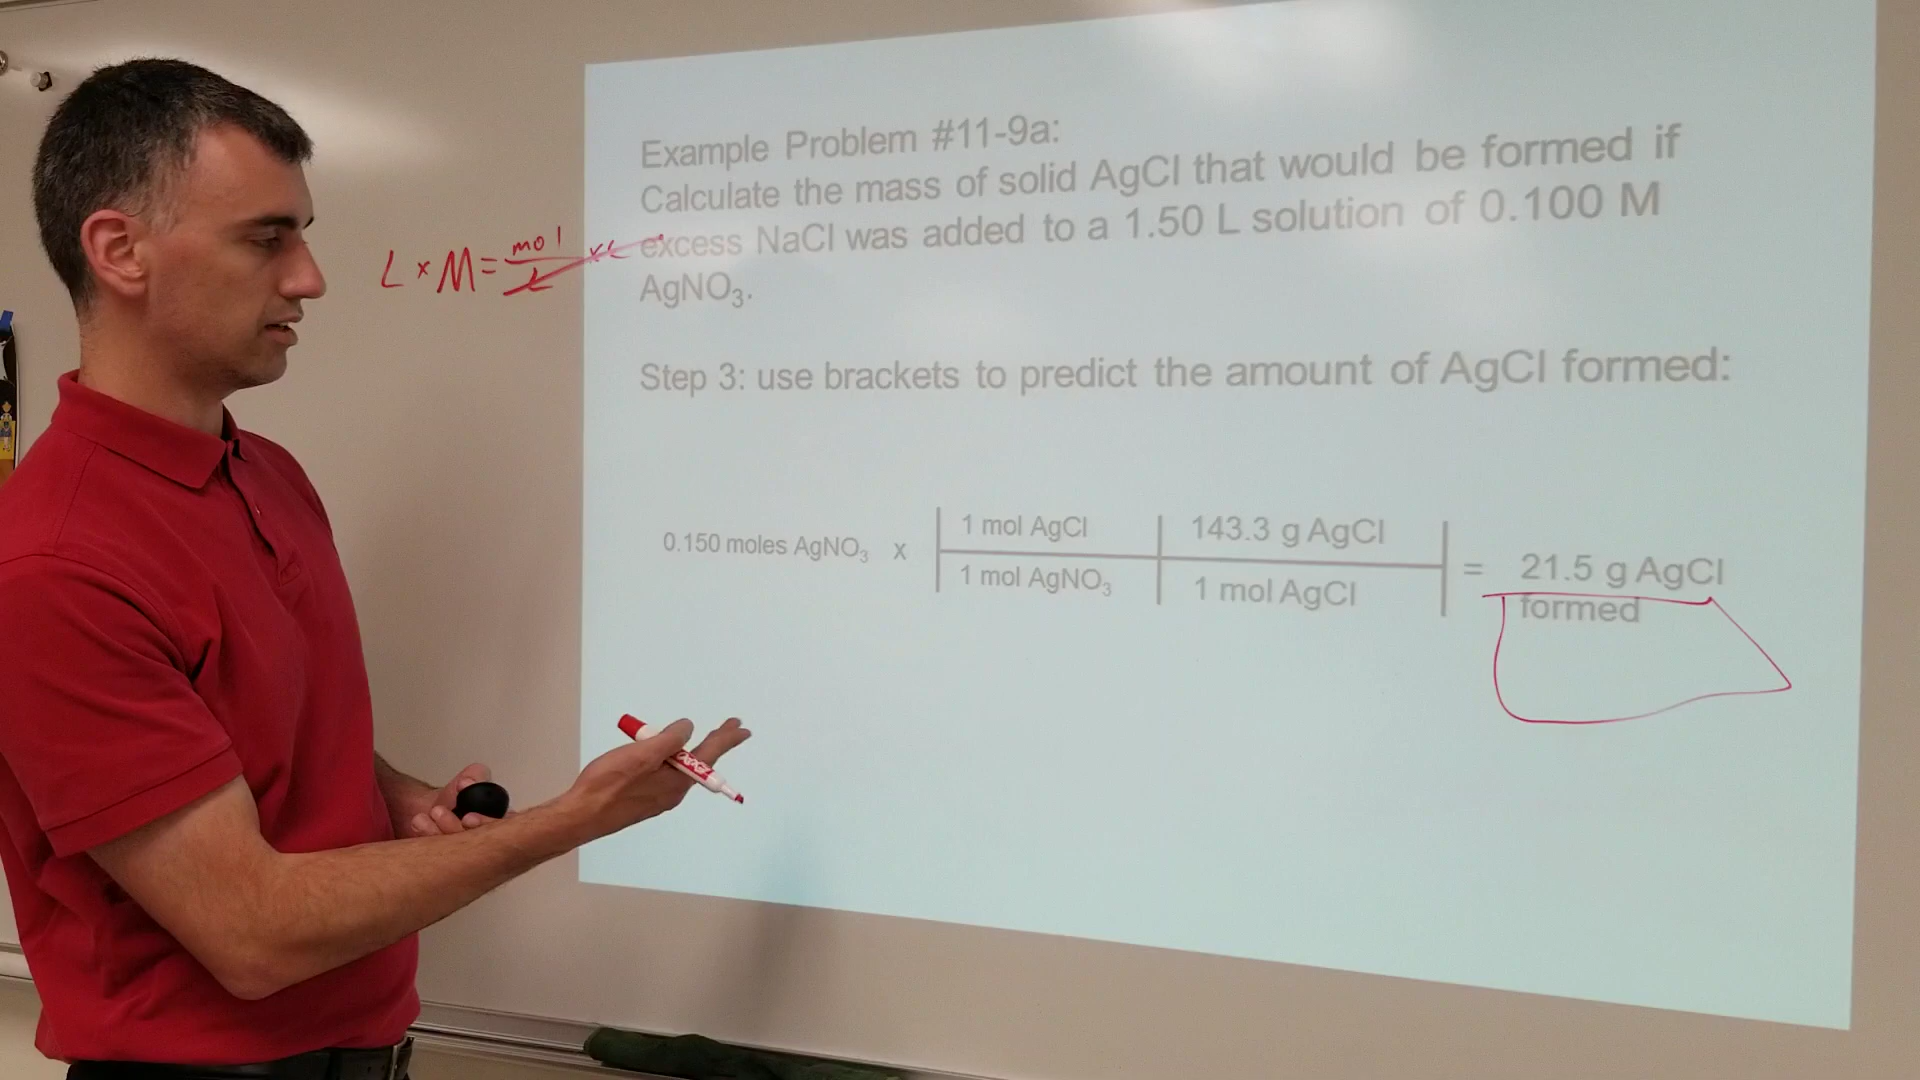 Example Problem #11-9a:
Calculate the mass of solid AgCl that would be formed if
excess NaCl was added to a 1.50 L solution of 0.100 M
AgNO₃.
L × M = mol / L × L
Step 3: use brackets to predict the amount of AgCl formed:
0.150 moles AgNO₃ x
1 mol AgCl
1 mol AgNO₃
143.3 g AgCl
1 mol AgCl
= 21.5 g AgCl
formed
EXPO